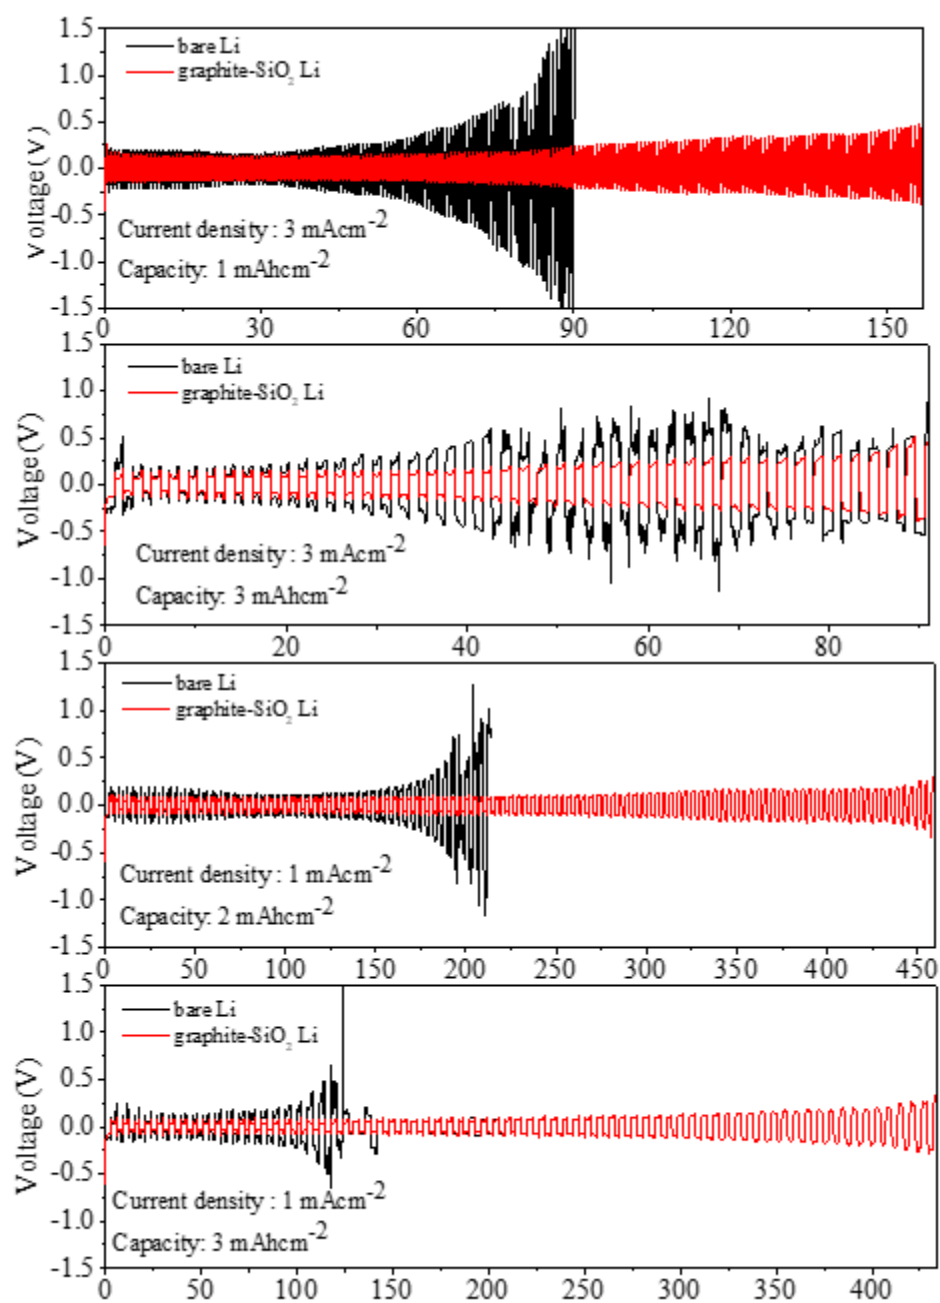 1.5
bare Li
graphite-SiO₂ Li
1.0
0.5
0.0
-0.5
-1.0
-1.5
Voltage (V)
Current density : 3 mAcm⁻²
Capacity: 1 mAhcm⁻²
0 30 60 90 120 150
1.5
bare Li
graphite-SiO₂ Li
1.0
0.5
0.0
-0.5
-1.0
-1.5
Voltage (V)
Current density : 3 mAcm⁻²
Capacity: 3 mAhcm⁻²
0 20 40 60 80
1.5
bare Li
graphite-SiO₂ Li
1.0
0.5
0.0
-0.5
-1.0
-1.5
Voltage (V)
Current density : 1 mAcm⁻²
Capacity: 2 mAhcm⁻²
0 50 100 150 200 250 300 350 400 450
1.5
bare Li
graphite-SiO₂ Li
1.0
0.5
0.0
-0.5
-1.0
-1.5
Voltage (V)
Current density : 1 mAcm⁻²
Capacity: 3 mAhcm⁻²
0 50 100 150 200 250 300 350 400